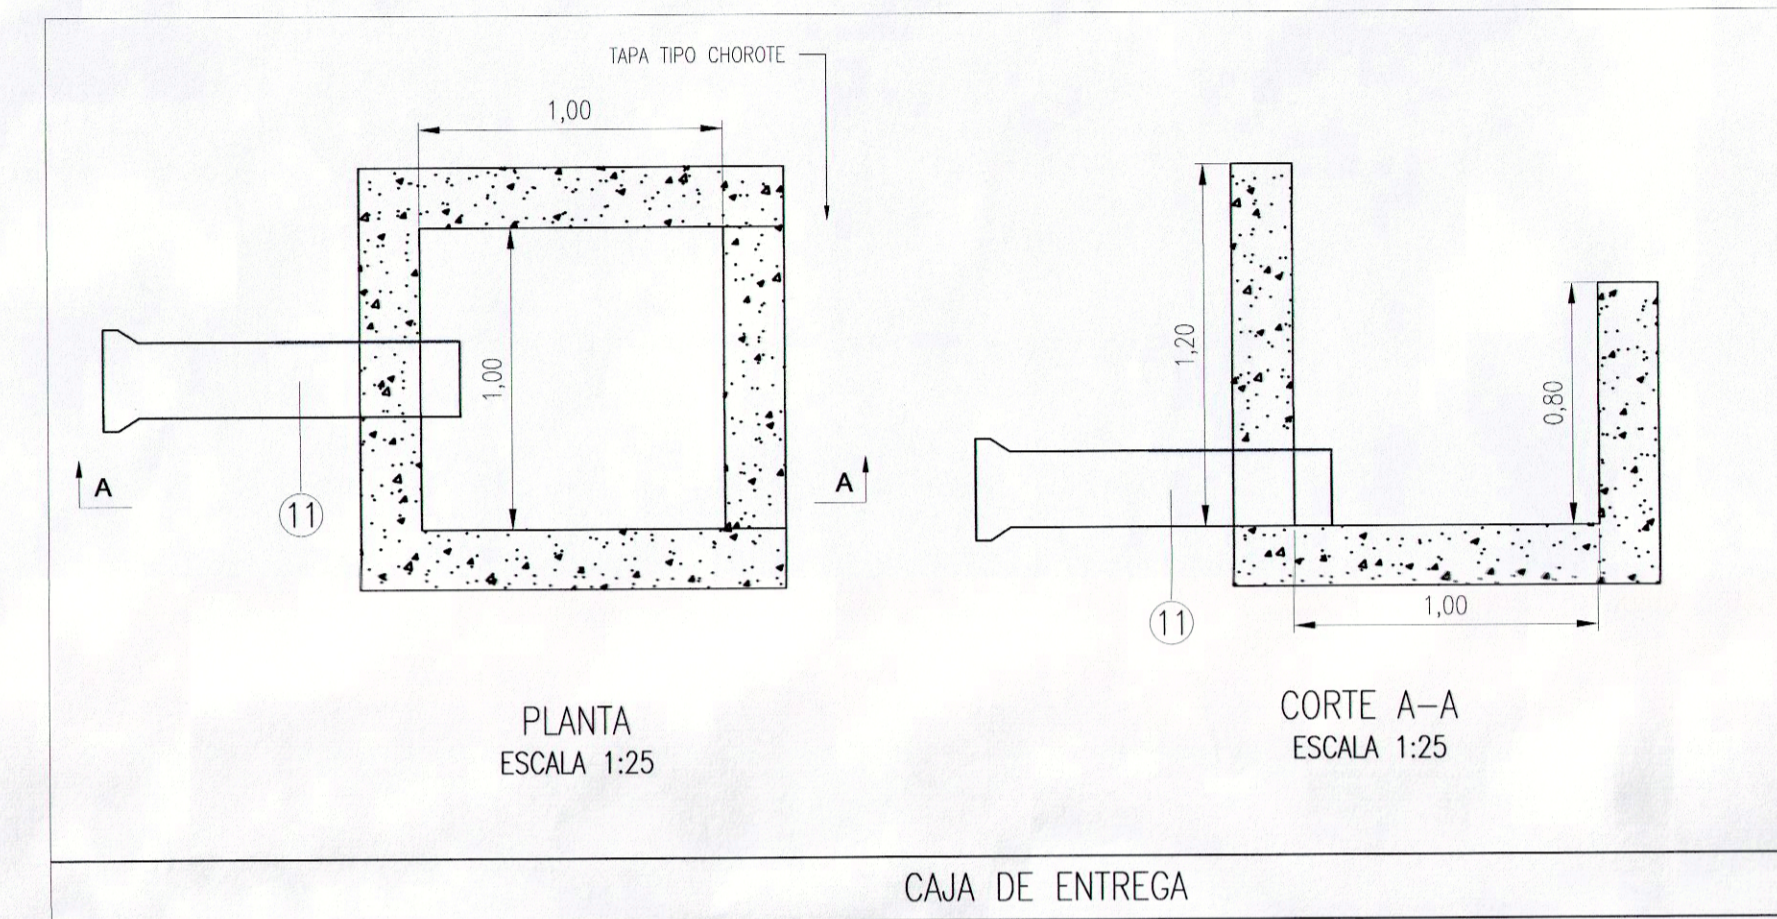 TAPA TIPO CHOROTE
1,00
1,00
A
A
11
PLANTA
ESCALA 1:25
1,20
0,80
11
1,00
CORTE A–A
ESCALA 1:25
CAJA DE ENTREGA